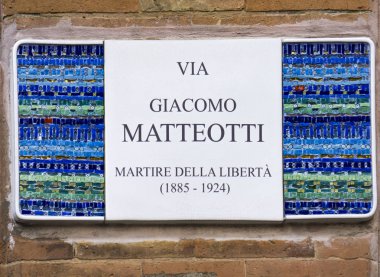 VIA
GIACOMO
MATTEOTTI
MARTIRE DELLA LIBERTÀ
(1885 - 1924)